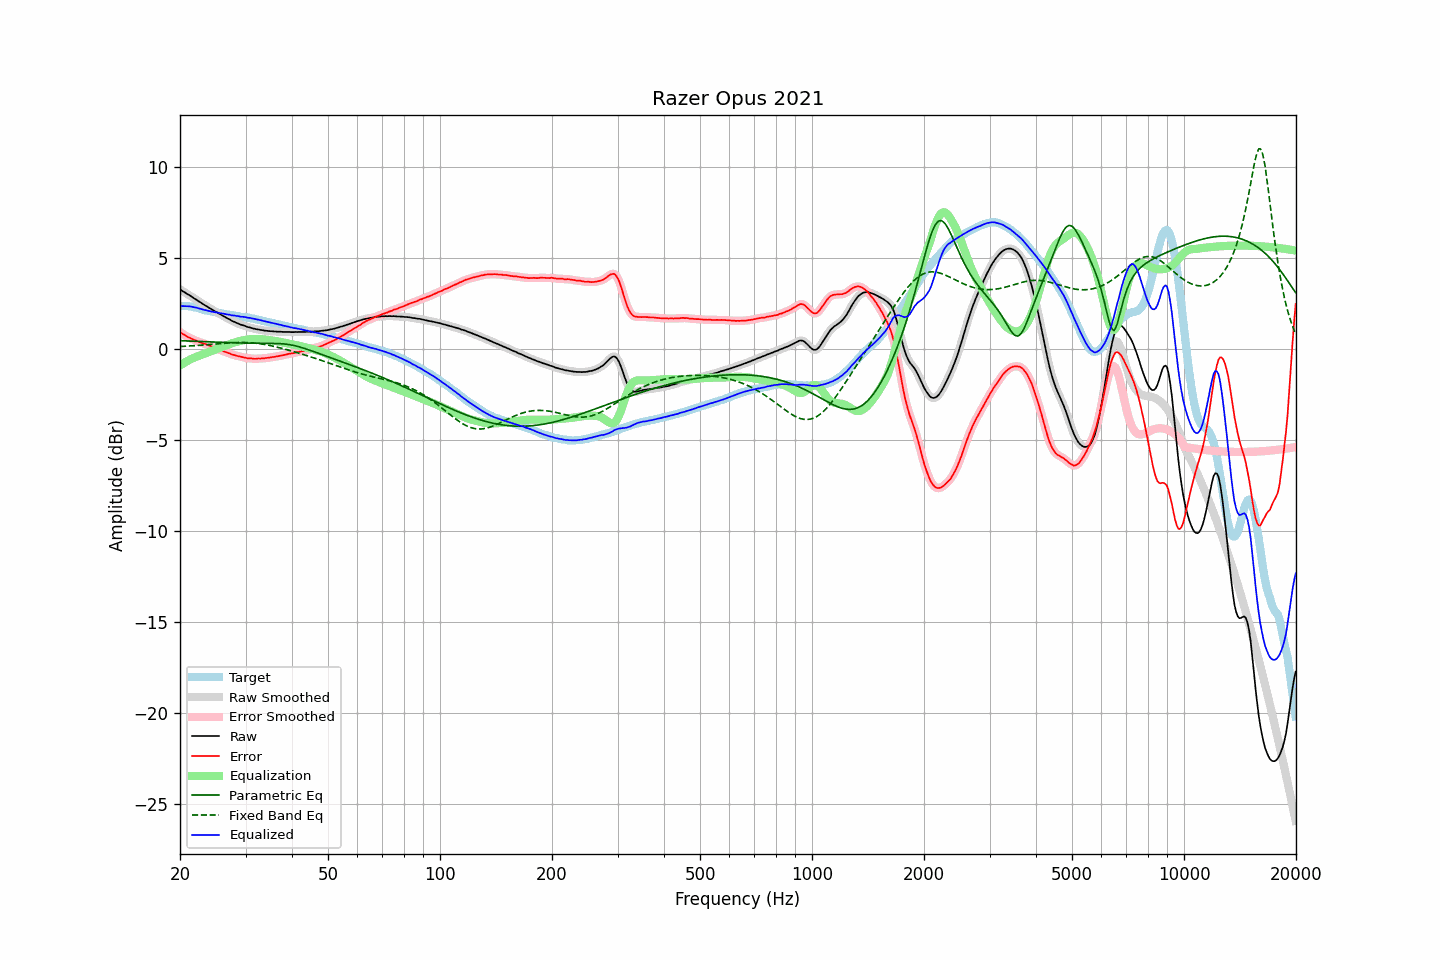 Razer Opus 2021
Amplitude (dBr)
10
5
0
−5
−10
−15
−20
−25
Target
Raw Smoothed
Error Smoothed
Raw
Error
Equalization
Parametric Eq
Fixed Band Eq
Equalized
20
50
100
200
500
1000
2000
5000
10000
20000
Frequency (Hz)